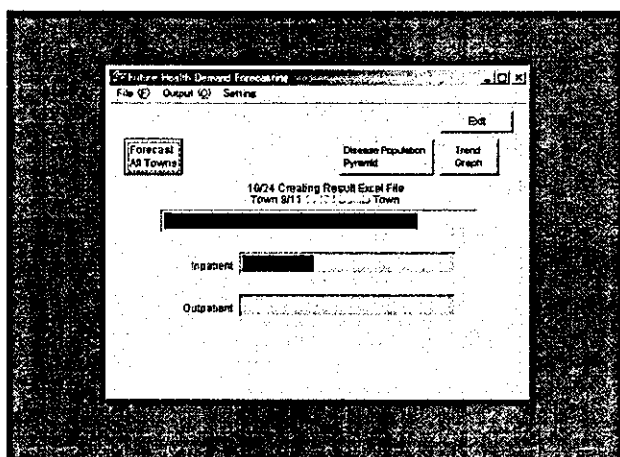 Future Health Demand Forecasting
File (F) Output (O) Setting
Exit
Forecast
All Towns
Disease Population
Pyramid
Trend
Graph
10/24 Creating Result Excel File
Town 9/11 Town
Inpatient
Outpatient